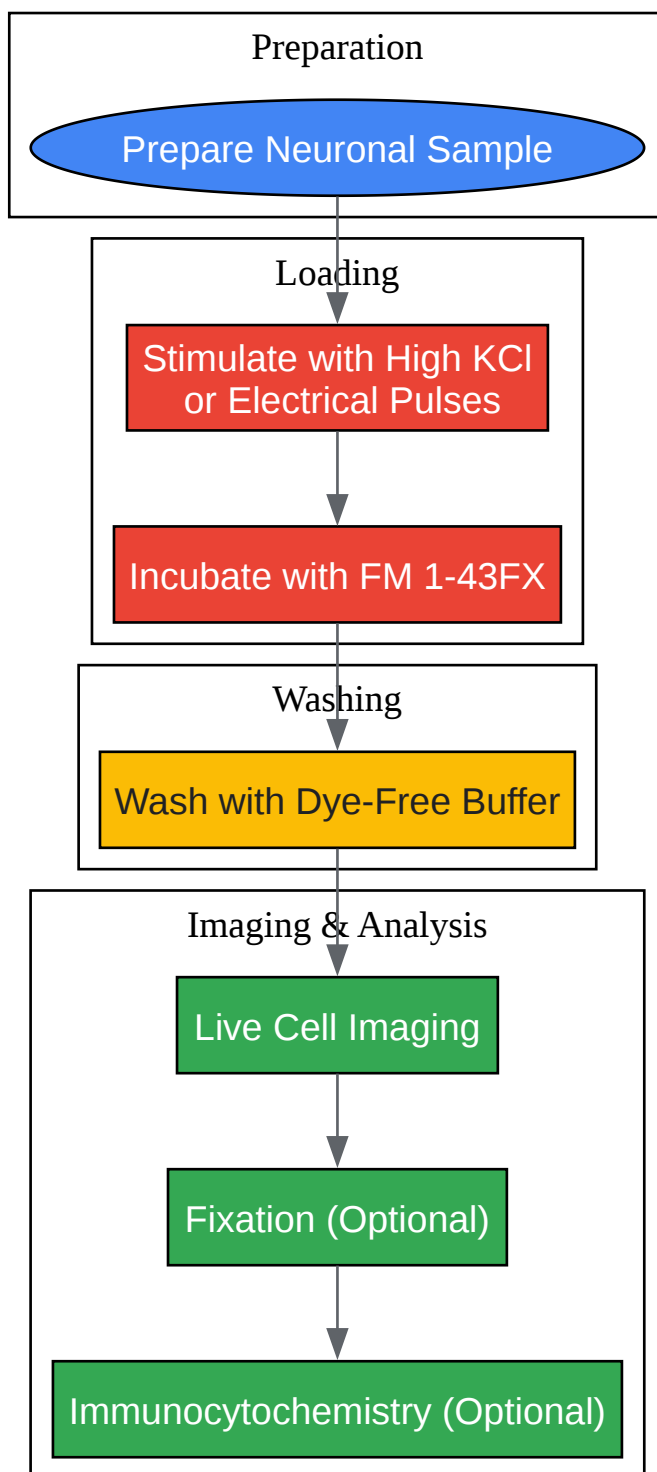 Preparation
Prepare Neuronal Sample
Loading
Stimulate with High KCl
or Electrical Pulses
Incubate with FM 1-43FX
Washing
Wash with Dye-Free Buffer
Imaging & Analysis
Live Cell Imaging
Fixation (Optional)
Immunocytochemistry (Optional)